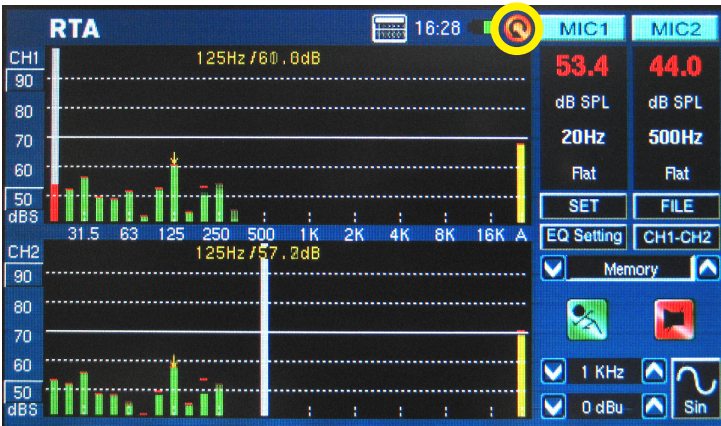 RTA 16:28 MIC1 MIC2
CH1 125Hz/60.8dB
90
80
70
60
50
dBS
31.5 63 125 250 500 1K 2K 4K 8K 16K A
CH2 125Hz/57.2dB
90
80
70
60
50
dBS
53.4 44.0
dB SPL dB SPL
20Hz 500Hz
Flat Flat
SET FILE
EQ Setting CH1-CH2
Memory
1 KHz
0 dBu Sin